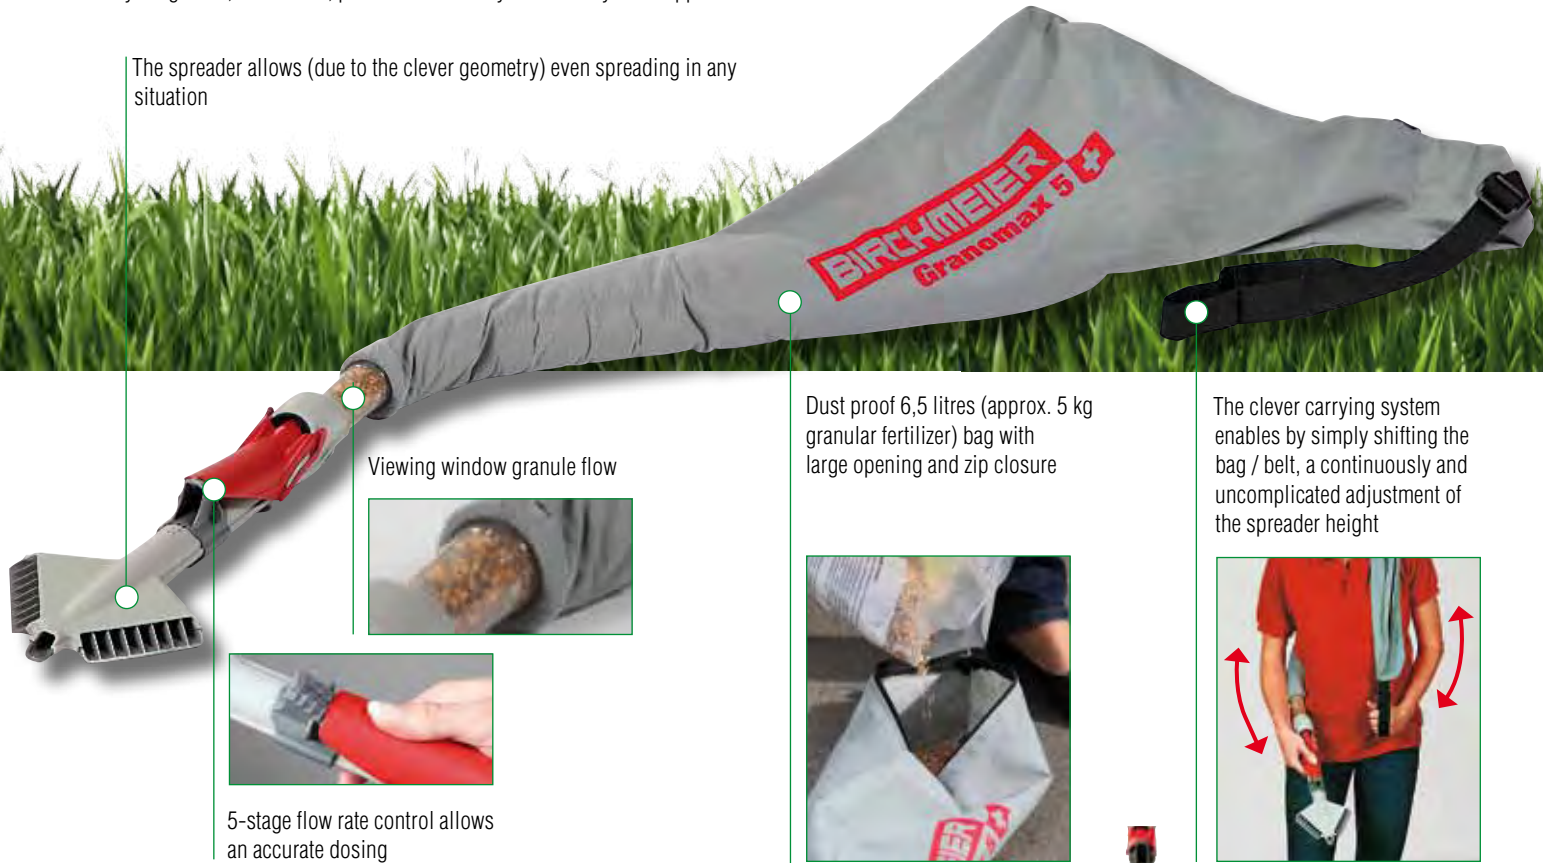 The spreader allows (due to the clever geometry) even spreading in any
situation
BIRCHMEIER
Granomax 5
Viewing window granule flow
Dust proof 6,5 litres (approx. 5 kg
granular fertilizer) bag with
large opening and zip closure
The clever carrying system
enables by simply shifting the
bag / belt, a continuously and
uncomplicated adjustment of
the spreader height
5-stage flow rate control allows
an accurate dosing